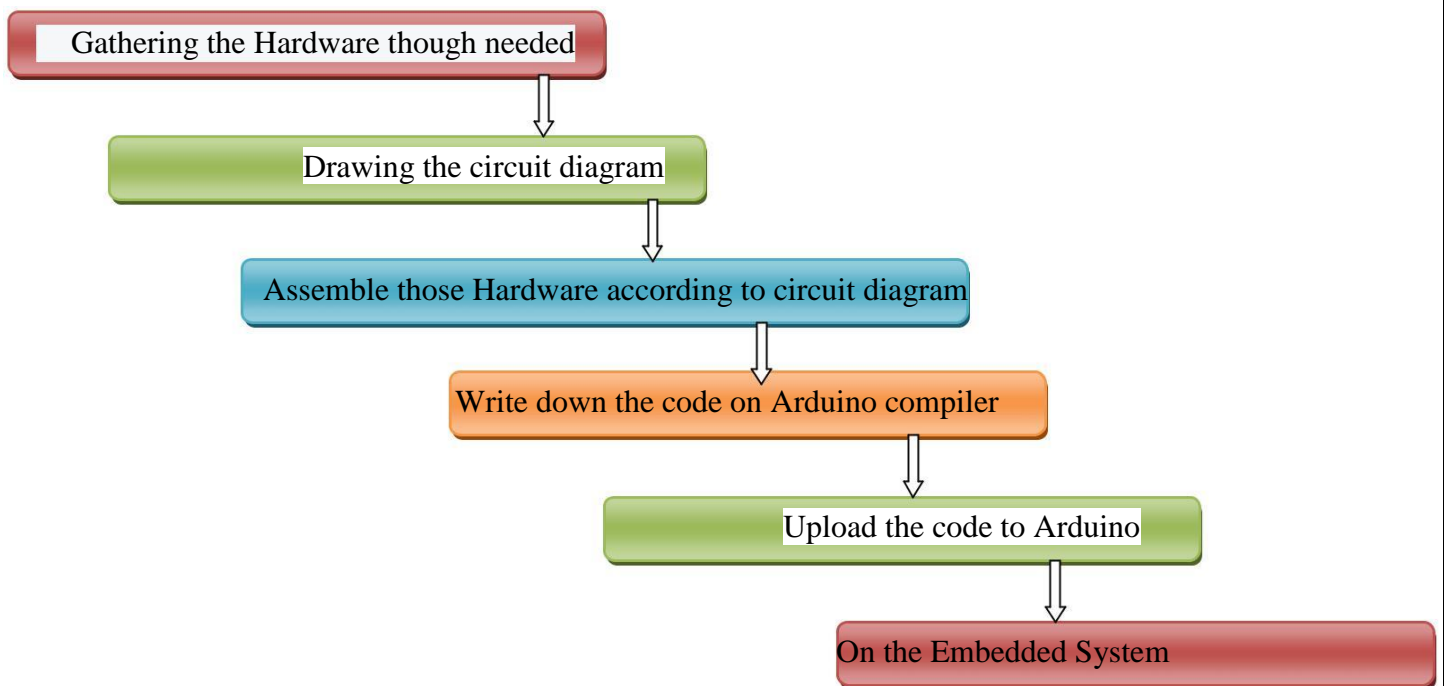 Gathering the Hardware though needed
Drawing the circuit diagram
Assemble those Hardware according to circuit diagram
Write down the code on Arduino compiler
Upload the code to Arduino
On the Embedded System